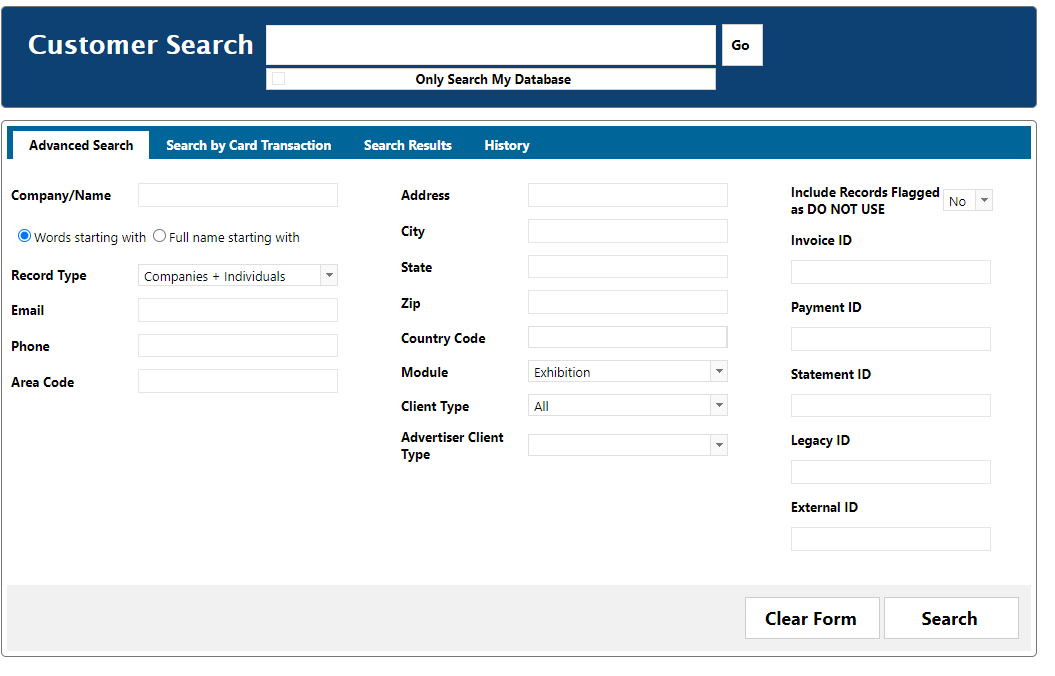 Customer Search
Go
Only Search My Database
Advanced Search
Search by Card Transaction
Search Results
History
Company/Name
Words starting with
Full name starting with
Record Type
Companies + Individuals
Email
Phone
Area Code
Address
City
State
Zip
Country Code
Module
Exhibition
Client Type
All
Advertiser Client
Type
Include Records Flagged
as DO NOT USE
No
Invoice ID
Payment ID
Statement ID
Legacy ID
External ID
Clear Form
Search